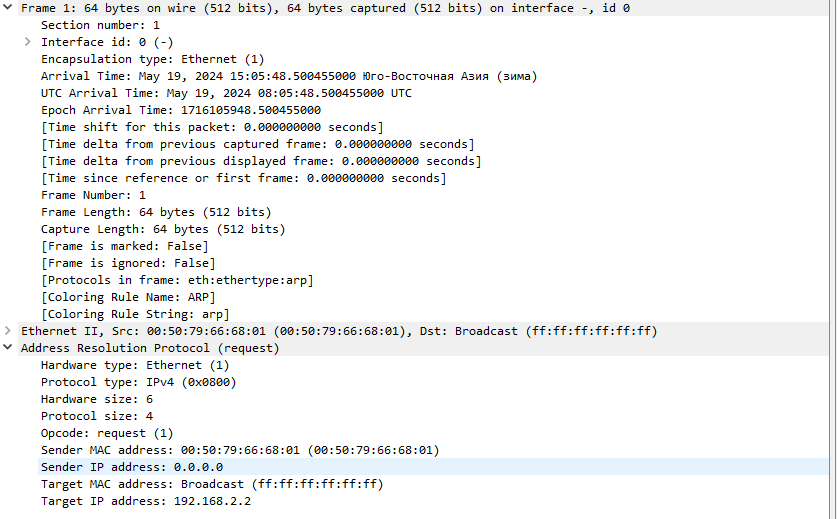 Frame 1: 64 bytes on wire (512 bits), 64 bytes captured (512 bits) on interface -, id 0
Section number: 1
Interface id: 0 (-)
Encapsulation type: Ethernet (1)
Arrival Time: May 19, 2024 15:05:48.500455000 Юго-Восточная Азия (зима)
UTC Arrival Time: May 19, 2024 08:05:48.500455000 UTC
Epoch Arrival Time: 1716105948.500455000
[Time shift for this packet: 0.000000000 seconds]
[Time delta from previous captured frame: 0.000000000 seconds]
[Time delta from previous displayed frame: 0.000000000 seconds]
[Time since reference or first frame: 0.000000000 seconds]
Frame Number: 1
Frame Length: 64 bytes (512 bits)
Capture Length: 64 bytes (512 bits)
[Frame is marked: False]
[Frame is ignored: False]
[Protocols in frame: eth:ethertype:arp]
[Coloring Rule Name: ARP]
[Coloring Rule String: arp]
Ethernet II, Src: 00:50:79:66:68:01 (00:50:79:66:68:01), Dst: Broadcast (ff:ff:ff:ff:ff:ff)
Address Resolution Protocol (request)
Hardware type: Ethernet (1)
Protocol type: IPv4 (0x0800)
Hardware size: 6
Protocol size: 4
Opcode: request (1)
Sender MAC address: 00:50:79:66:68:01 (00:50:79:66:68:01)
Sender IP address: 0.0.0.0
Target MAC address: Broadcast (ff:ff:ff:ff:ff:ff)
Target IP address: 192.168.2.2